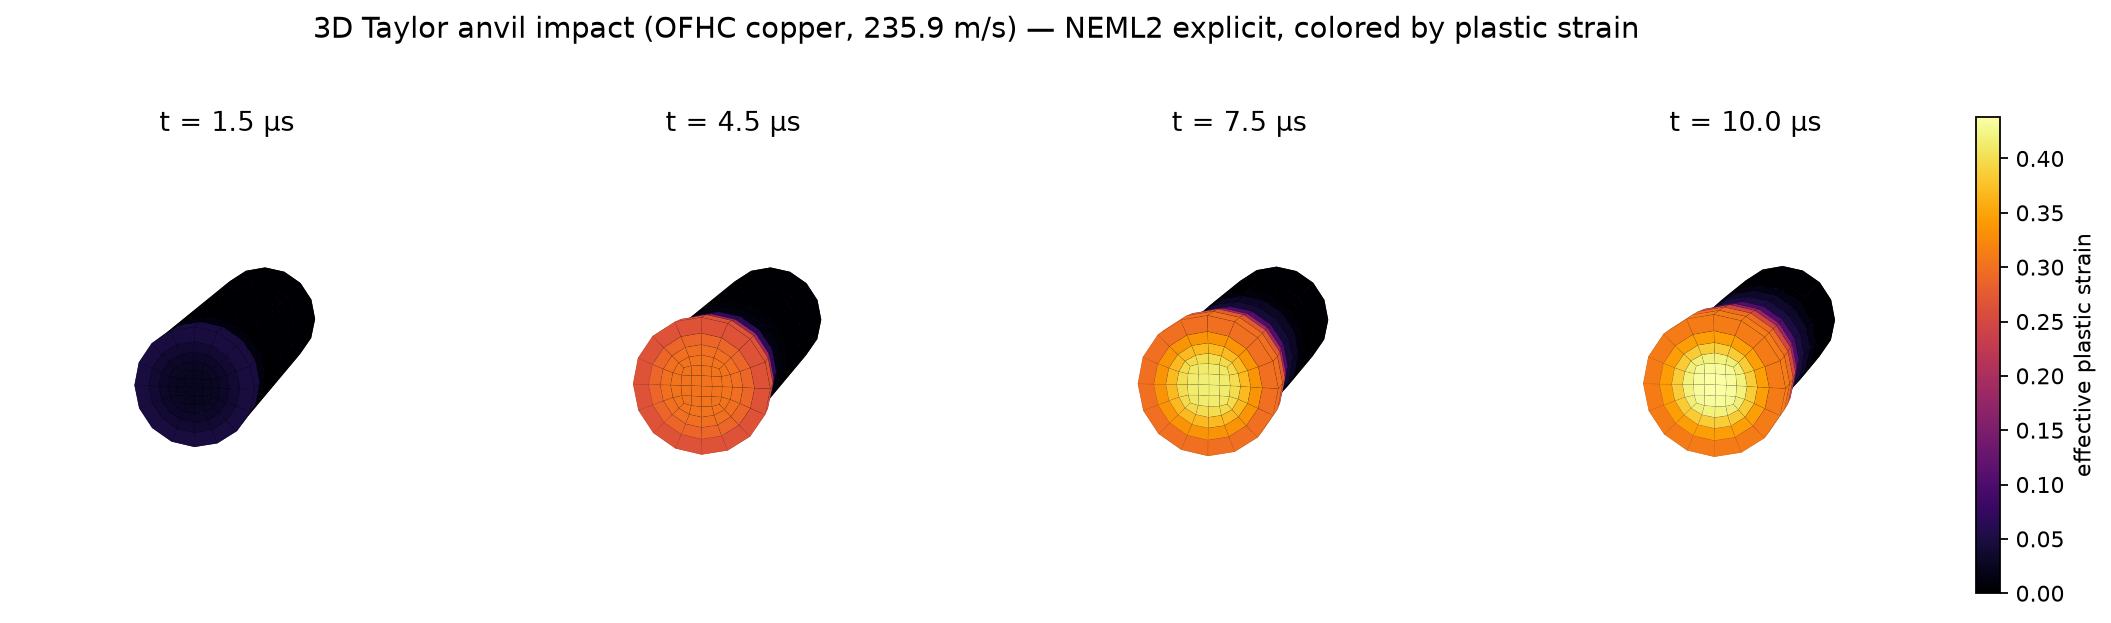 3D Taylor anvil impact (OFHC copper, 235.9 m/s) — NEML2 explicit, colored by plastic strain
t = 1.5 µs
t = 4.5 µs
t = 7.5 µs
t = 10.0 µs
0.40
0.35
0.30
0.25
0.20
0.15
0.10
0.05
0.00
effective plastic strain